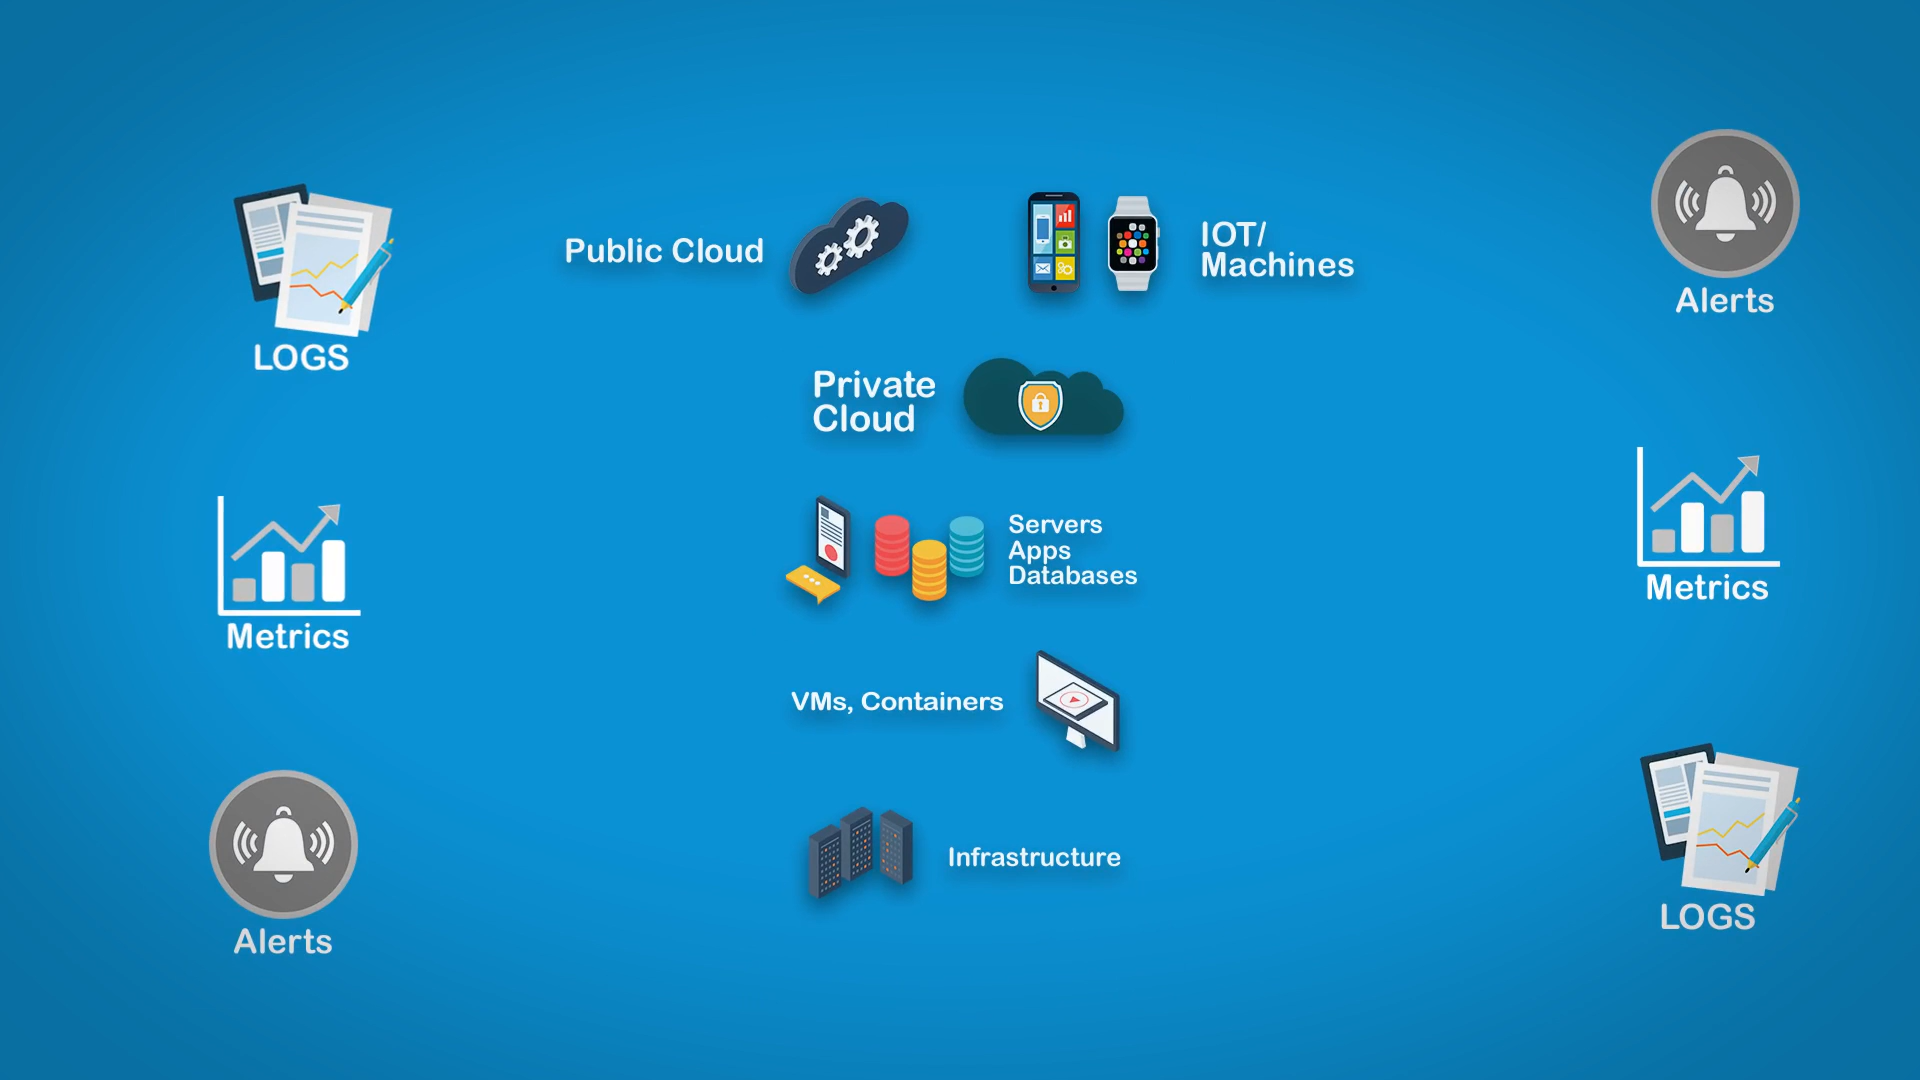 LOGS
Metrics
Alerts
Public Cloud
IOT/
Machines
Private
Cloud
Servers
Apps
Databases
VMs, Containers
Infrastructure
Alerts
Metrics
LOGS